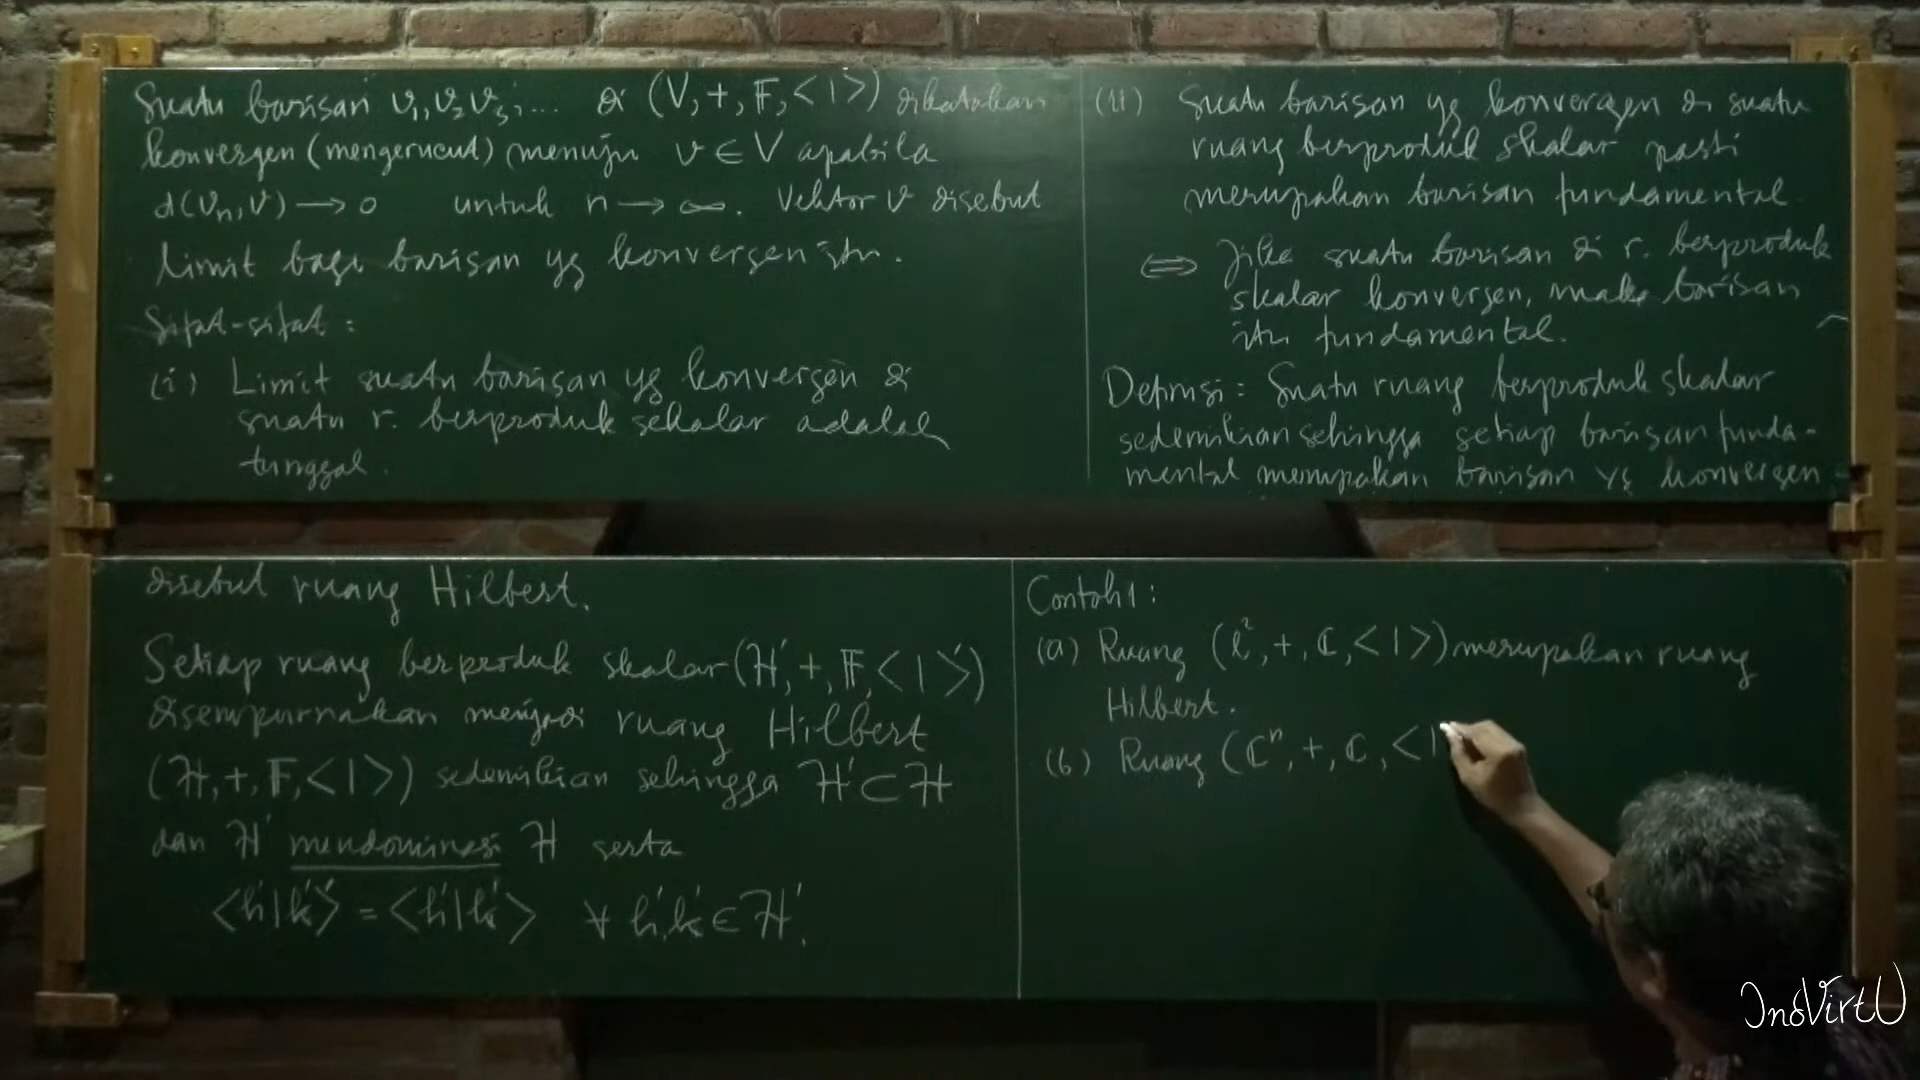 Suatu barisan v₁, v₂ v₃, ... di (V, +, 𝔽, < | >) dikatakan
konvergen (mengerucut) menuju v ∈ V apabila
d(vₙ, v) → 0 untuk n → ∞. Vektor v disebut
limit bagi barisan yg konvergen itu.
Sifat-sifat :
(i) Limit suatu barisan yg konvergen di
suatu r. berproduk sekalar adalah
tunggal.
(ii) Suatu barisan yg konvergen di suatu
ruang berproduk skalar pasti
merupakan barisan fundamental
⇔ Jika suatu barisan di r. berproduk
skalar konvergen, maka barisan
itu fundamental.
Definisi : Suatu ruang berproduk skalar
sedemikian sehingga setiap barisan funda-
mental merupakan barisan yg konvergen
disebut ruang Hilbert.
Setiap ruang berproduk skalar (ℋ', +, 𝔽, < | >')
disempurnakan menjadi ruang Hilbert
(ℋ, +, 𝔽, < | >) sedemikian sehingga ℋ' ⊂ ℋ
dan ℋ' mendominasi ℋ serta
<h'|k'>' = <h'|k'> ∀ h', k' ∈ ℋ'.
Contoh 1 :
(a) Ruang (ℓ², +, ℂ, < | >) merupakan ruang
Hilbert.
(b) Ruang (ℂⁿ, +, ℂ, < |
InoVirtU